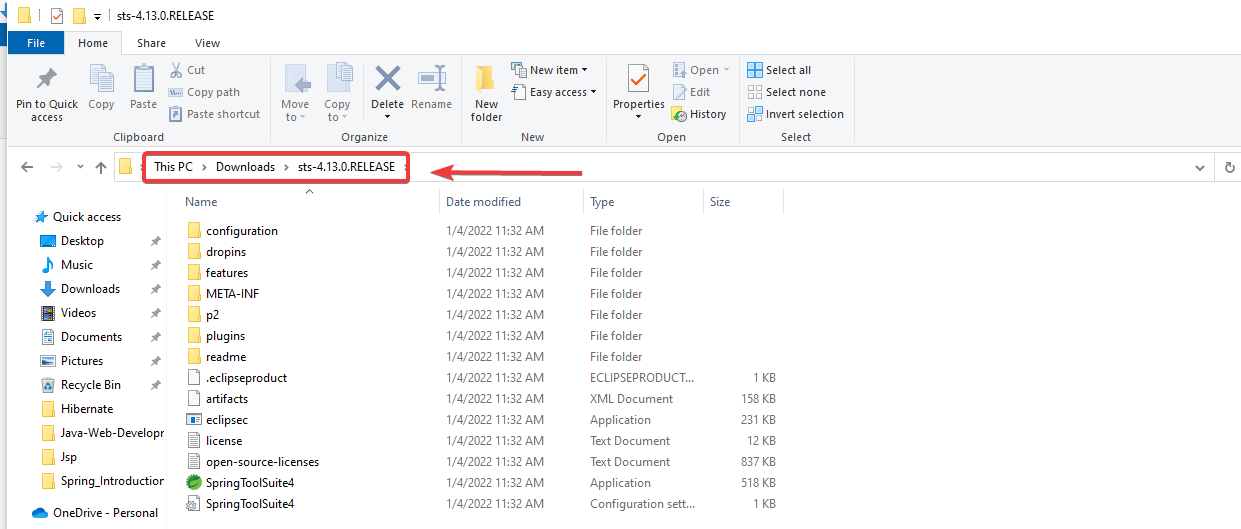 sts-4.13.0.RELEASE
File Home Share View
Pin to Quick access
Copy
Paste
Cut
Copy path
Paste shortcut
Clipboard
Move to
Copy to
Delete
Rename
Organize
New folder
New item
Easy access
New
Properties
Open
Edit
History
Open
Select all
Select none
Invert selection
Select
This PC > Downloads > sts-4.13.0.RELEASE
Quick access
Desktop
Music
Downloads
Videos
Documents
Pictures
Recycle Bin
Hibernate
Java-Web-Developr
Jsp
Spring_Introduction
OneDrive - Personal
Name Date modified Type Size
configuration 1/4/2022 11:32 AM File folder
dropins 1/4/2022 11:32 AM File folder
features 1/4/2022 11:32 AM File folder
META-INF 1/4/2022 11:32 AM File folder
p2 1/4/2022 11:32 AM File folder
plugins 1/4/2022 11:32 AM File folder
readme 1/4/2022 11:32 AM File folder
.eclipseproduct 1/4/2022 11:32 AM ECLIPSEPRODUCT... 1 KB
artifacts 1/4/2022 11:32 AM XML Document 158 KB
eclipsec 1/4/2022 11:32 AM Application 231 KB
license 1/4/2022 11:32 AM Text Document 12 KB
open-source-licenses 1/4/2022 11:32 AM Text Document 837 KB
SpringToolSuite4 1/4/2022 11:32 AM Application 518 KB
SpringToolSuite4 1/4/2022 11:32 AM Configuration sett... 1 KB